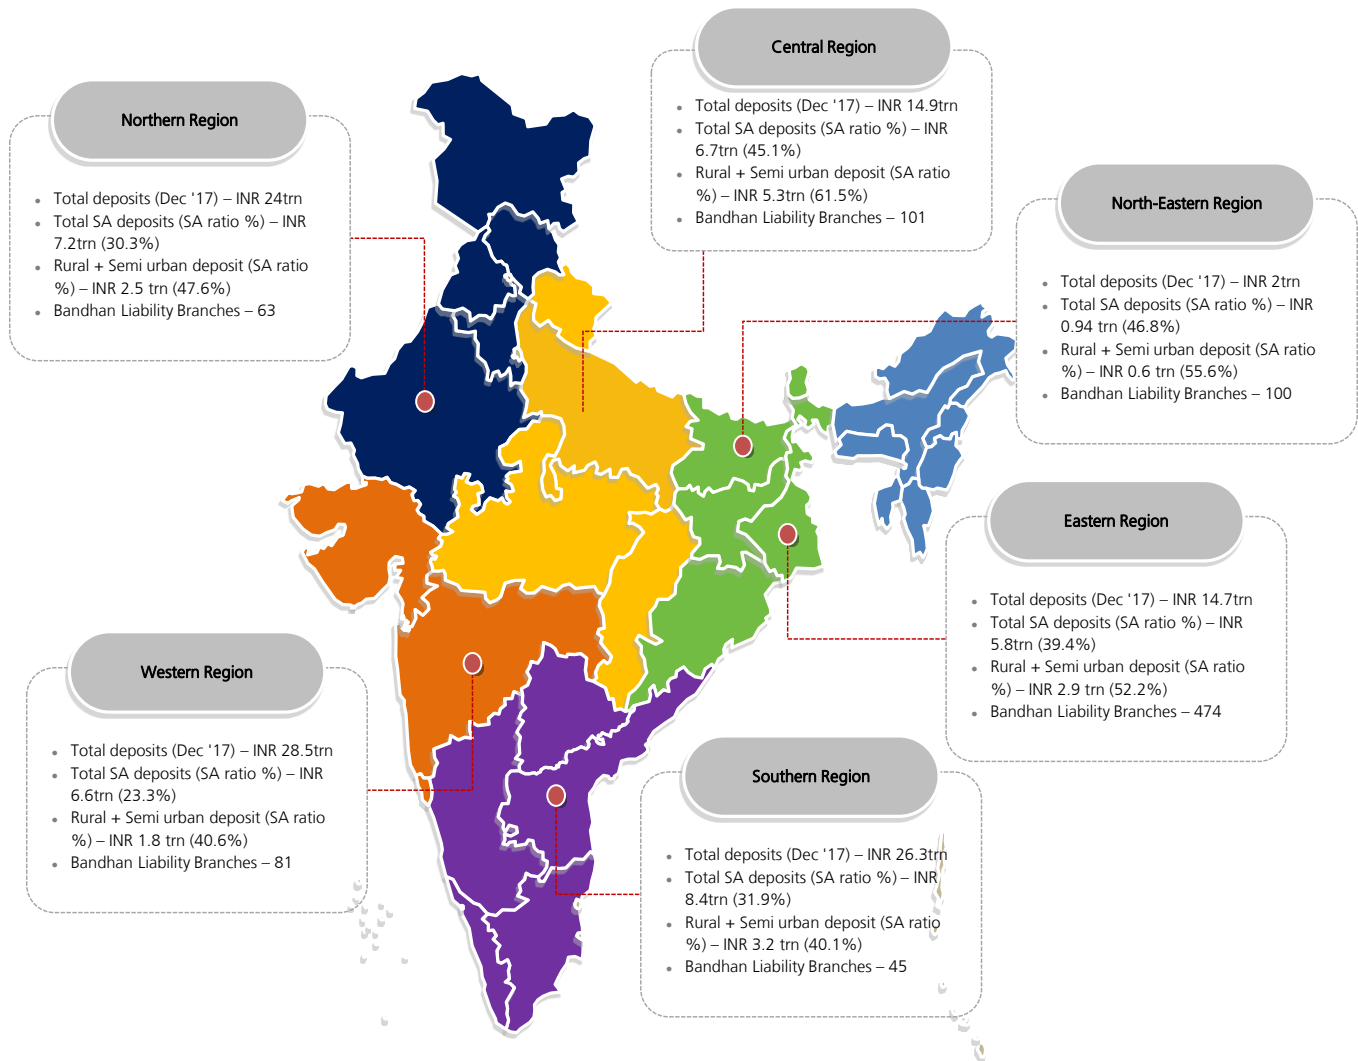 Central Region
• Total deposits (Dec '17) – INR 14.9trn
• Total SA deposits (SA ratio %) – INR
6.7trn (45.1%)
• Rural + Semi urban deposit (SA ratio
%) – INR 5.3trn (61.5%)
• Bandhan Liability Branches – 101
Northern Region
• Total deposits (Dec '17) – INR 24trn
• Total SA deposits (SA ratio %) – INR
7.2trn (30.3%)
• Rural + Semi urban deposit (SA ratio
%) – INR 2.5 trn (47.6%)
• Bandhan Liability Branches – 63
North-Eastern Region
• Total deposits (Dec '17) – INR 2trn
• Total SA deposits (SA ratio %) – INR
0.94 trn (46.8%)
• Rural + Semi urban deposit (SA ratio
%) – INR 0.6 trn (55.6%)
• Bandhan Liability Branches – 100
Eastern Region
• Total deposits (Dec '17) – INR 14.7trn
• Total SA deposits (SA ratio %) – INR
5.8trn (39.4%)
• Rural + Semi urban deposit (SA ratio
%) – INR 2.9 trn (52.2%)
• Bandhan Liability Branches – 474
Western Region
• Total deposits (Dec '17) – INR 28.5trn
• Total SA deposits (SA ratio %) – INR
6.6trn (23.3%)
• Rural + Semi urban deposit (SA ratio
%) – INR 1.8 trn (40.6%)
• Bandhan Liability Branches – 81
Southern Region
• Total deposits (Dec '17) – INR 26.3trn
• Total SA deposits (SA ratio %) – INR
8.4trn (31.9%)
• Rural + Semi urban deposit (SA ratio
%) – INR 3.2 trn (40.1%)
• Bandhan Liability Branches – 45